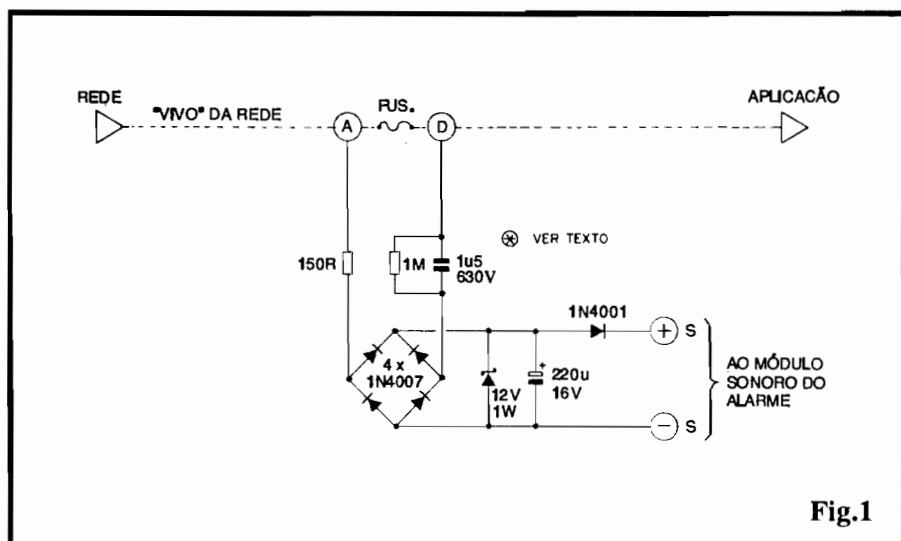 REDE
"VIVO" DA REDE
A
FUS.
D
APLICACÃO
150R
1M
1u5
630V
VER TEXTO
4 x
1N4007
1N4001
12V
1W
+
220u
16V
+ S
− S
AO MÓDULO
SONORO DO
ALARME
Fig.1